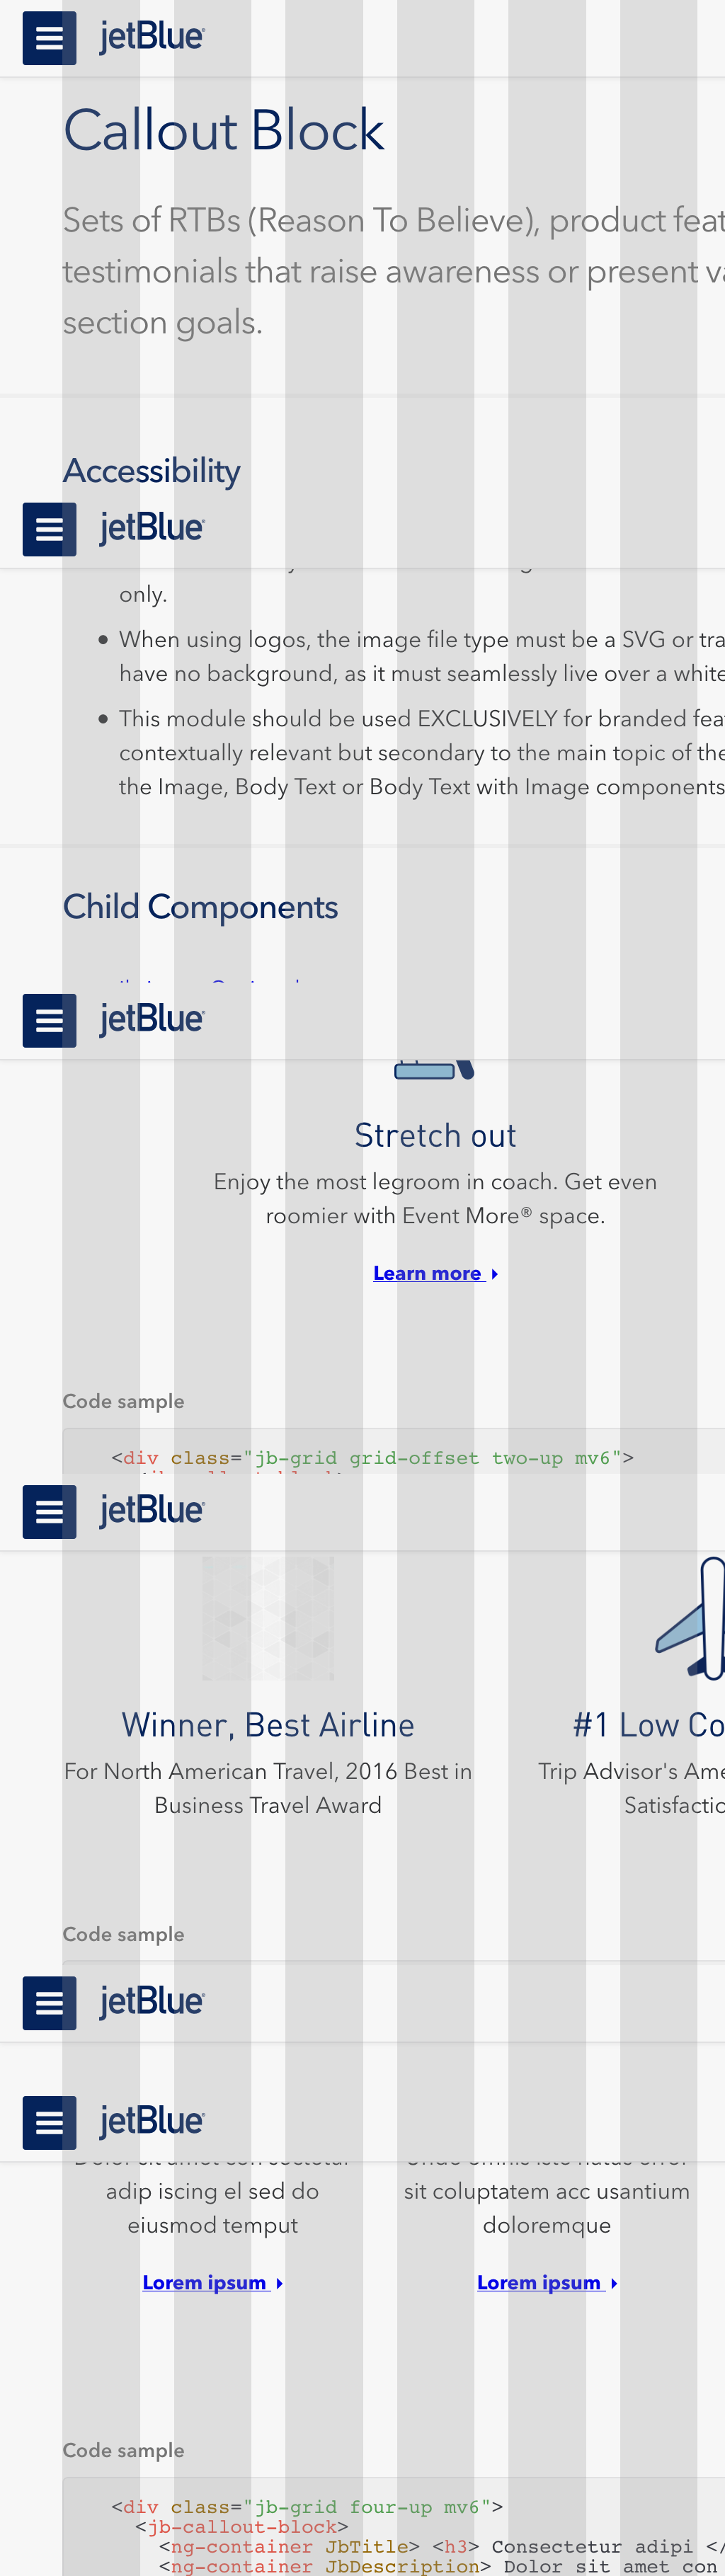 jetBlue
Callout Block
Sets of RTBs (Reason To Believe), product feat
testimonials that raise awareness or present va
section goals.
Accessibility
jetBlue
only.
When using logos, the image file type must be a SVG or tra
have no background, as it must seamlessly live over a white
This module should be used EXCLUSIVELY for branded fea
contextually relevant but secondary to the main topic of the
the Image, Body Text or Body Text with Image components
Child Components
jetBlue
Stretch out
Enjoy the most legroom in coach. Get even
roomier with Event More® space.
Learn more
Code sample
<div class="jb-grid grid-offset two-up mv6">
jetBlue
Winner, Best Airline
For North American Travel, 2016 Best in
Business Travel Award
#1 Low Co
Trip Advisor's Ame
Satisfactio
Code sample
jetBlue
jetBlue
adip iscing el sed do
eiusmod temput
Lorem ipsum
sit coluptatem acc usantium
doloremque
Lorem ipsum
Code sample
<div class="jb-grid four-up mv6">
<jb-callout-block>
<ng-container JbTitle> <h3> Consectetur adipi </
<ng-container JbDescription> Dolor sit amet con